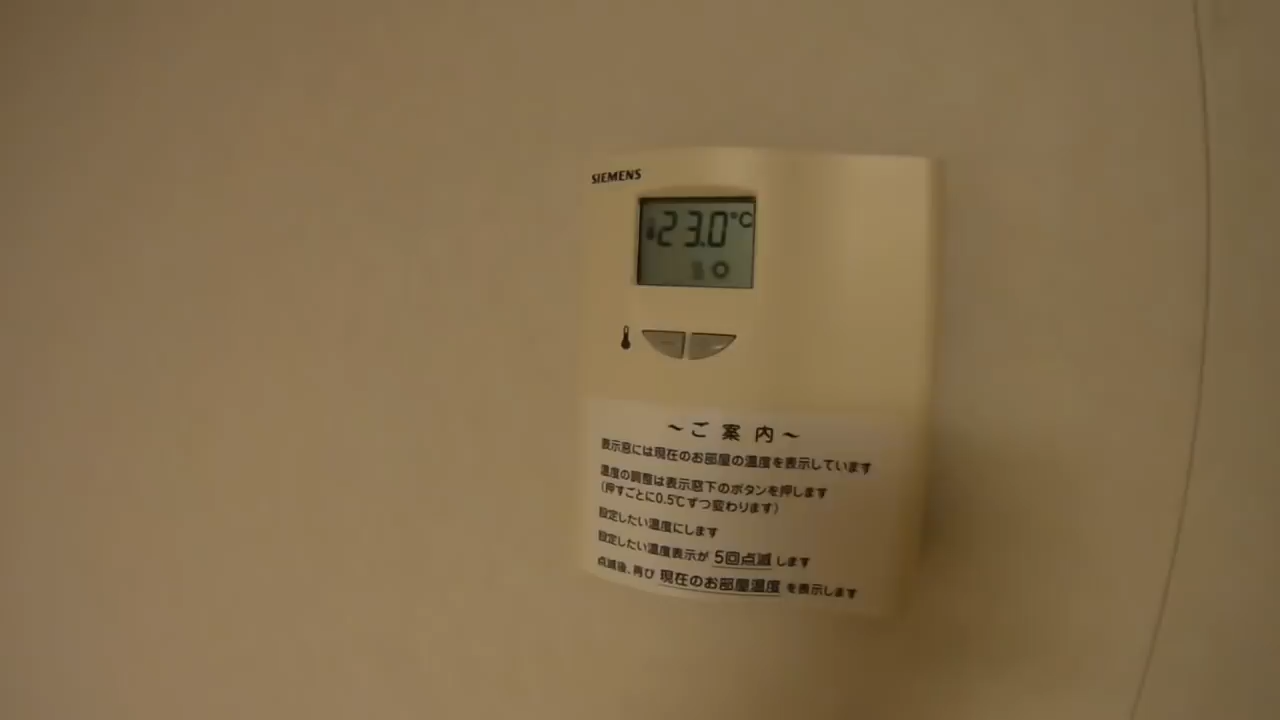 SIEMENS
23.0°C
～ご案内～
表示窓には現在のお部屋の温度を表示しています
温度の調整は表示窓下のボタンを押します
(押すごとに0.5℃ずつ変わります)
設定したい温度にします
設定したい温度表示が 5回点滅 します
点滅後、再び 現在のお部屋温度 を表示します